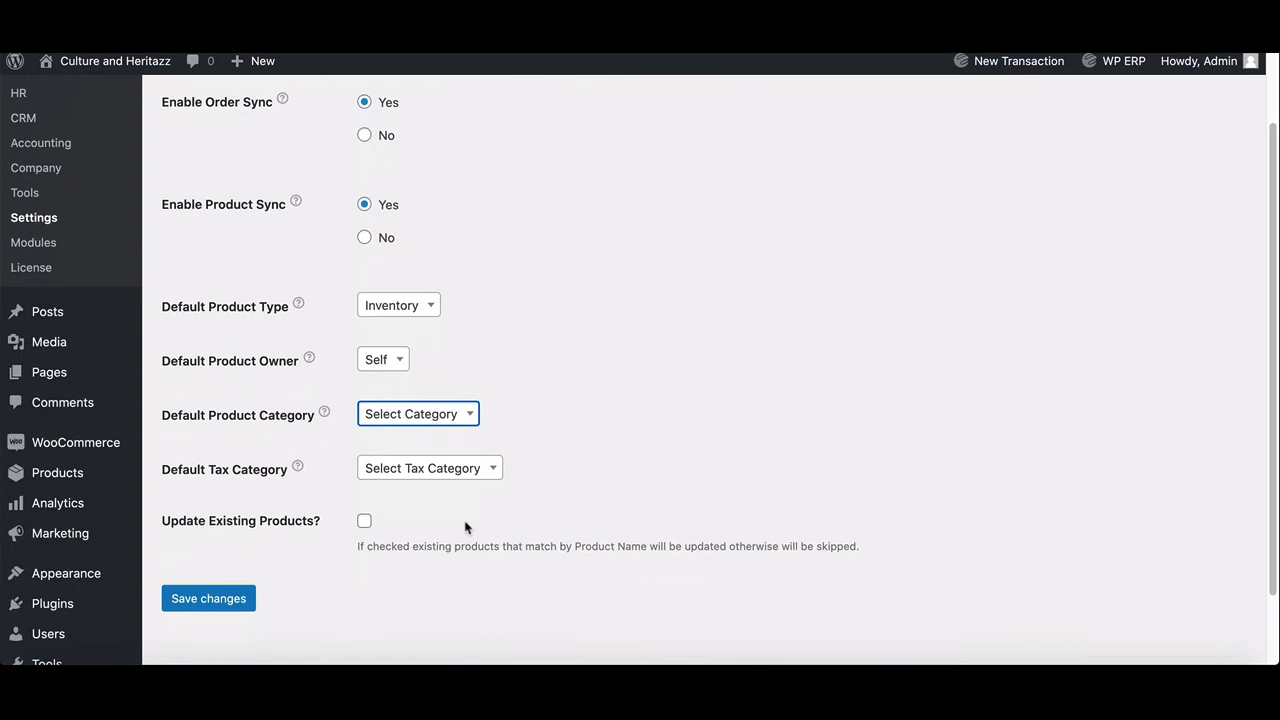 Culture and Heritazz 0 New New Transaction WP ERP Howdy, Admin
HR
CRM
Accounting
Company
Tools
Settings
Modules
License
Posts
Media
Pages
Comments
WooCommerce
Products
Analytics
Marketing
Appearance
Plugins
Users
Tools
Enable Order Sync ? Yes
No
Enable Product Sync ? Yes
No
Default Product Type ? Inventory
Default Product Owner ? Self
Default Product Category ? Select Category
Default Tax Category ? Select Tax Category
Update Existing Products?
If checked existing products that match by Product Name will be updated otherwise will be skipped.
Save changes